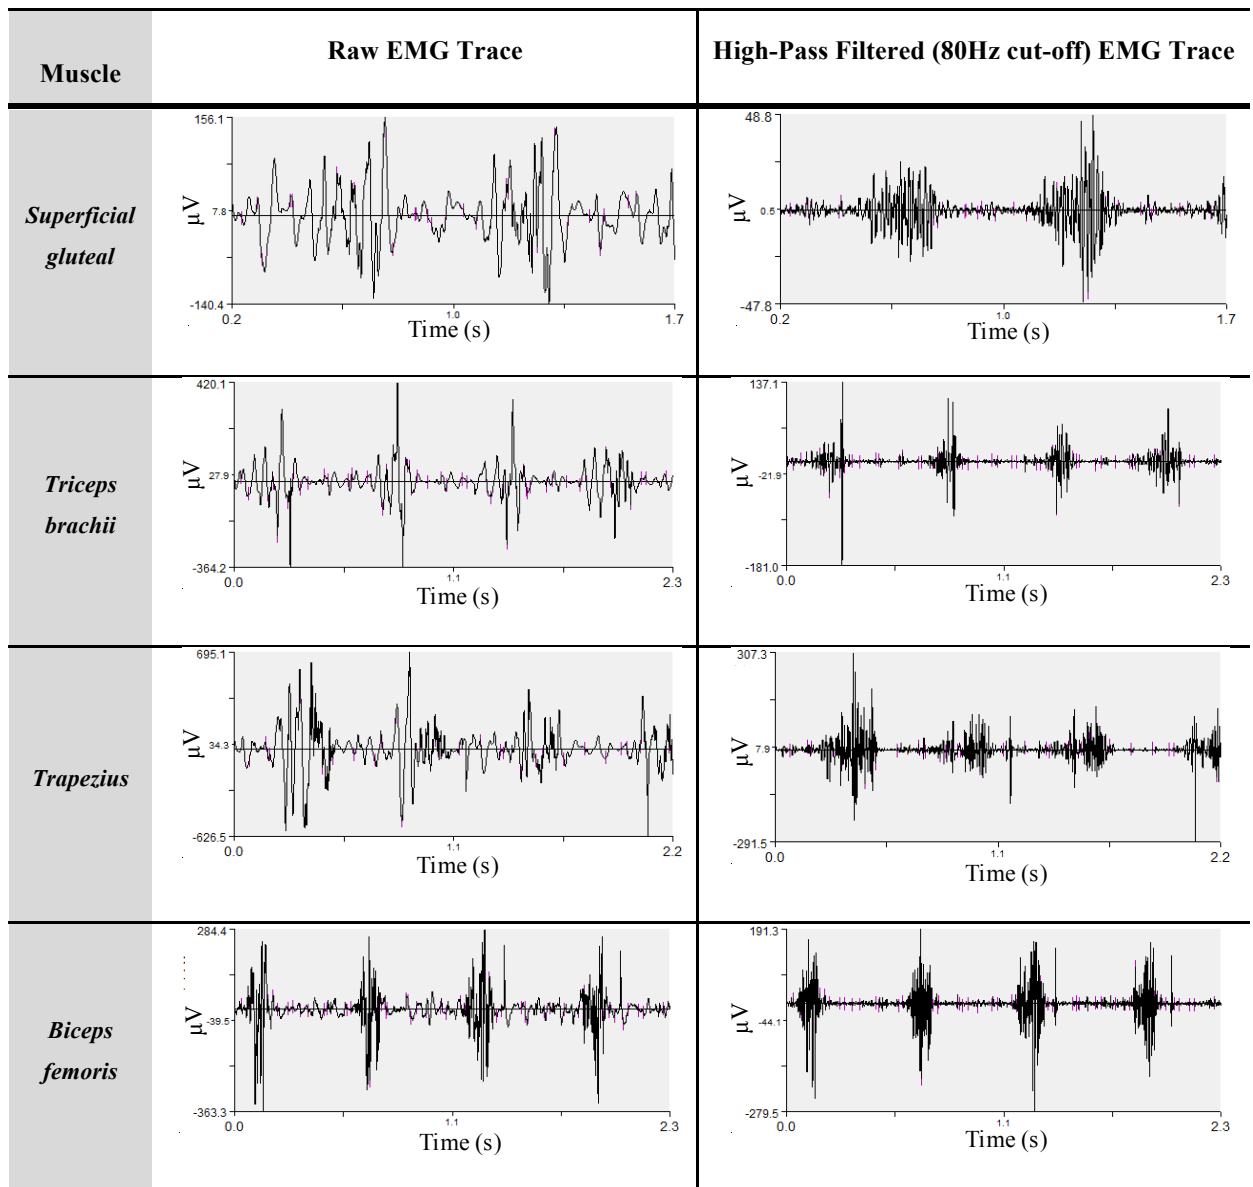 Muscle
Raw EMG Trace
High-Pass Filtered (80Hz cut-off) EMG Trace
Superficial
gluteal
156.1
7.8
-140.4
µV
0.2
1.0
1.7
Time (s)
48.8
0.5
-47.8
µV
0.2
1.0
1.7
Time (s)
Triceps
brachii
420.1
27.9
-364.2
µV
0.0
1.1
2.3
Time (s)
137.1
-21.9
-181.0
µV
0.0
1.1
2.3
Time (s)
Trapezius
695.1
34.3
-626.5
µV
0.0
1.1
2.2
Time (s)
307.3
7.9
-291.5
µV
0.0
1.1
2.2
Time (s)
Biceps
femoris
284.4
-39.5
-363.3
µV
0.0
1.1
2.3
Time (s)
191.3
-44.1
-279.5
µV
0.0
1.1
2.3
Time (s)